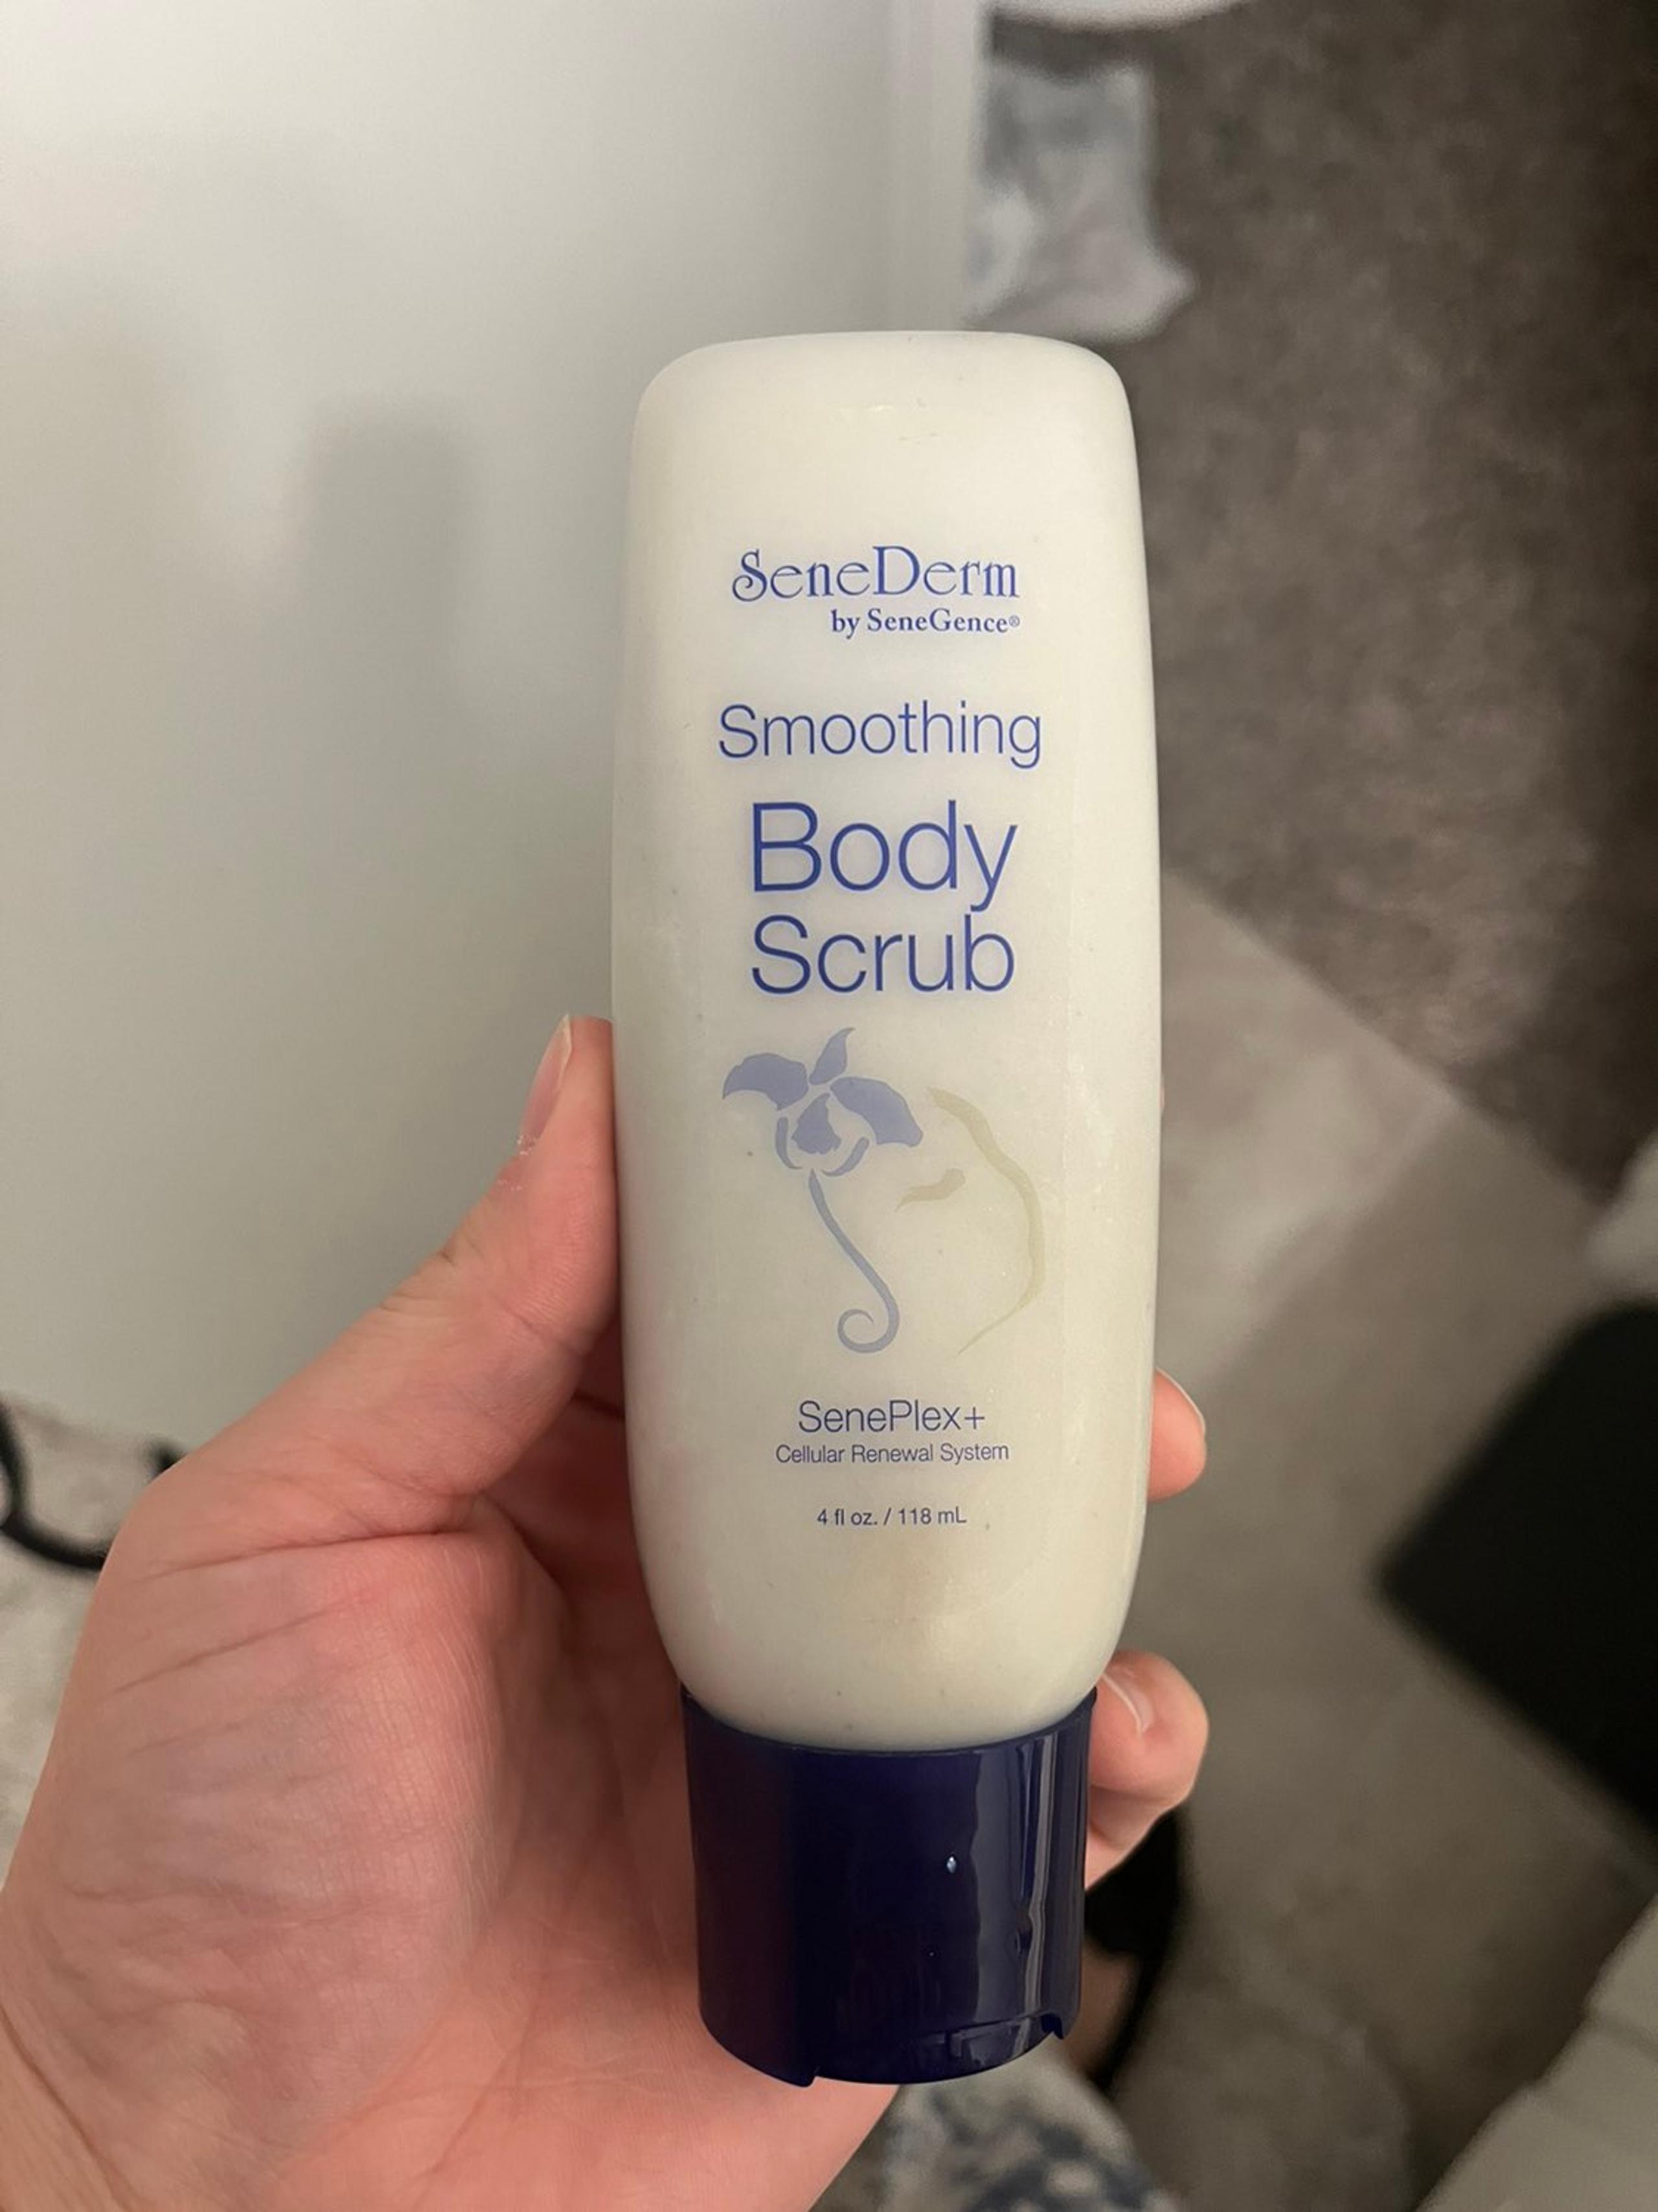 SeneDerm
by SeneGence®
Smoothing
Body
Scrub
SenePlex+
Cellular Renewal System
4 fl oz. / 118 mL